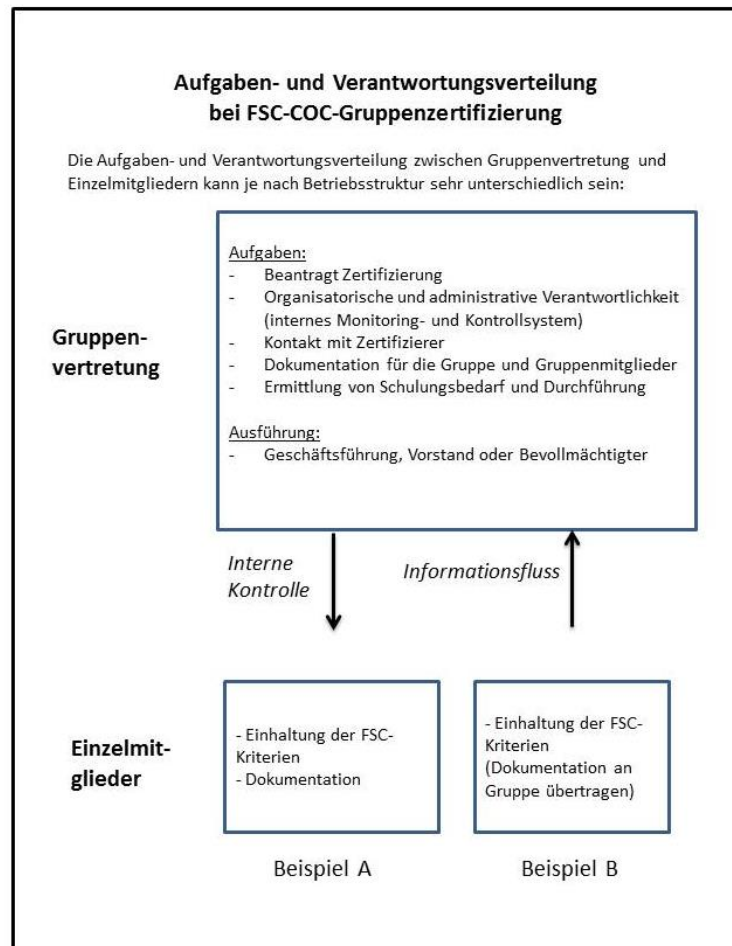 Aufgaben- und Verantwortungsverteilung
bei FSC-COC-Gruppenzertifizierung
Die Aufgaben- und Verantwortungsverteilung zwischen Gruppenvertretung und
Einzelmitgliedern kann je nach Betriebsstruktur sehr unterschiedlich sein:
Gruppen-
vertretung
Aufgaben:
- Beantragt Zertifizierung
- Organisatorische und administrative Verantwortlichkeit
(internes Monitoring- und Kontrollsystem)
- Kontakt mit Zertifizierer
- Dokumentation für die Gruppe und Gruppenmitglieder
- Ermittlung von Schulungsbedarf und Durchführung
Ausführung:
- Geschäftsführung, Vorstand oder Bevollmächtigter
Interne
Kontrolle
Informationsfluss
Einzelmit-
glieder
- Einhaltung der FSC-
Kriterien
- Dokumentation
- Einhaltung der FSC-
Kriterien
(Dokumentation an
Gruppe übertragen)
Beispiel A
Beispiel B